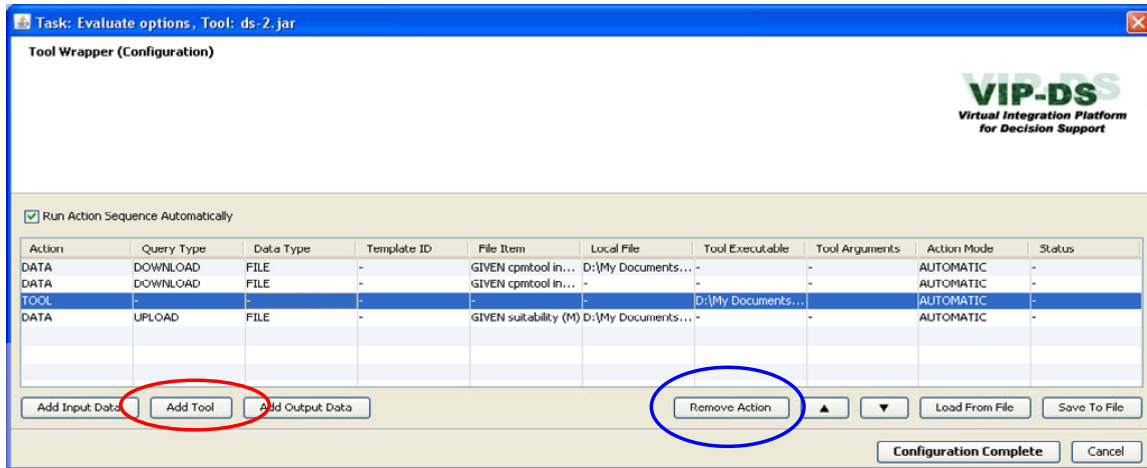 Task: Evaluate options, Tool: ds-2.jar
Tool Wrapper (Configuration)
VIP-DS
Virtual Integration Platform
for Decision Support
Run Action Sequence Automatically
Action Query Type Data Type Template ID File Item Local File Tool Executable Tool Arguments Action Mode Status
DATA DOWNLOAD FILE - GIVEN cpmtool in... D:\My Documents... - - AUTOMATIC -
DATA DOWNLOAD FILE - GIVEN cpmtool in... - - - AUTOMATIC -
TOOL - - - - - D:\My Documents... AUTOMATIC -
DATA UPLOAD FILE - GIVEN suitability (M) D:\My Documents... - - AUTOMATIC -
Add Input Data Add Tool Add Output Data Remove Action ▲ ▼ Load From File Save To File
Configuration Complete Cancel